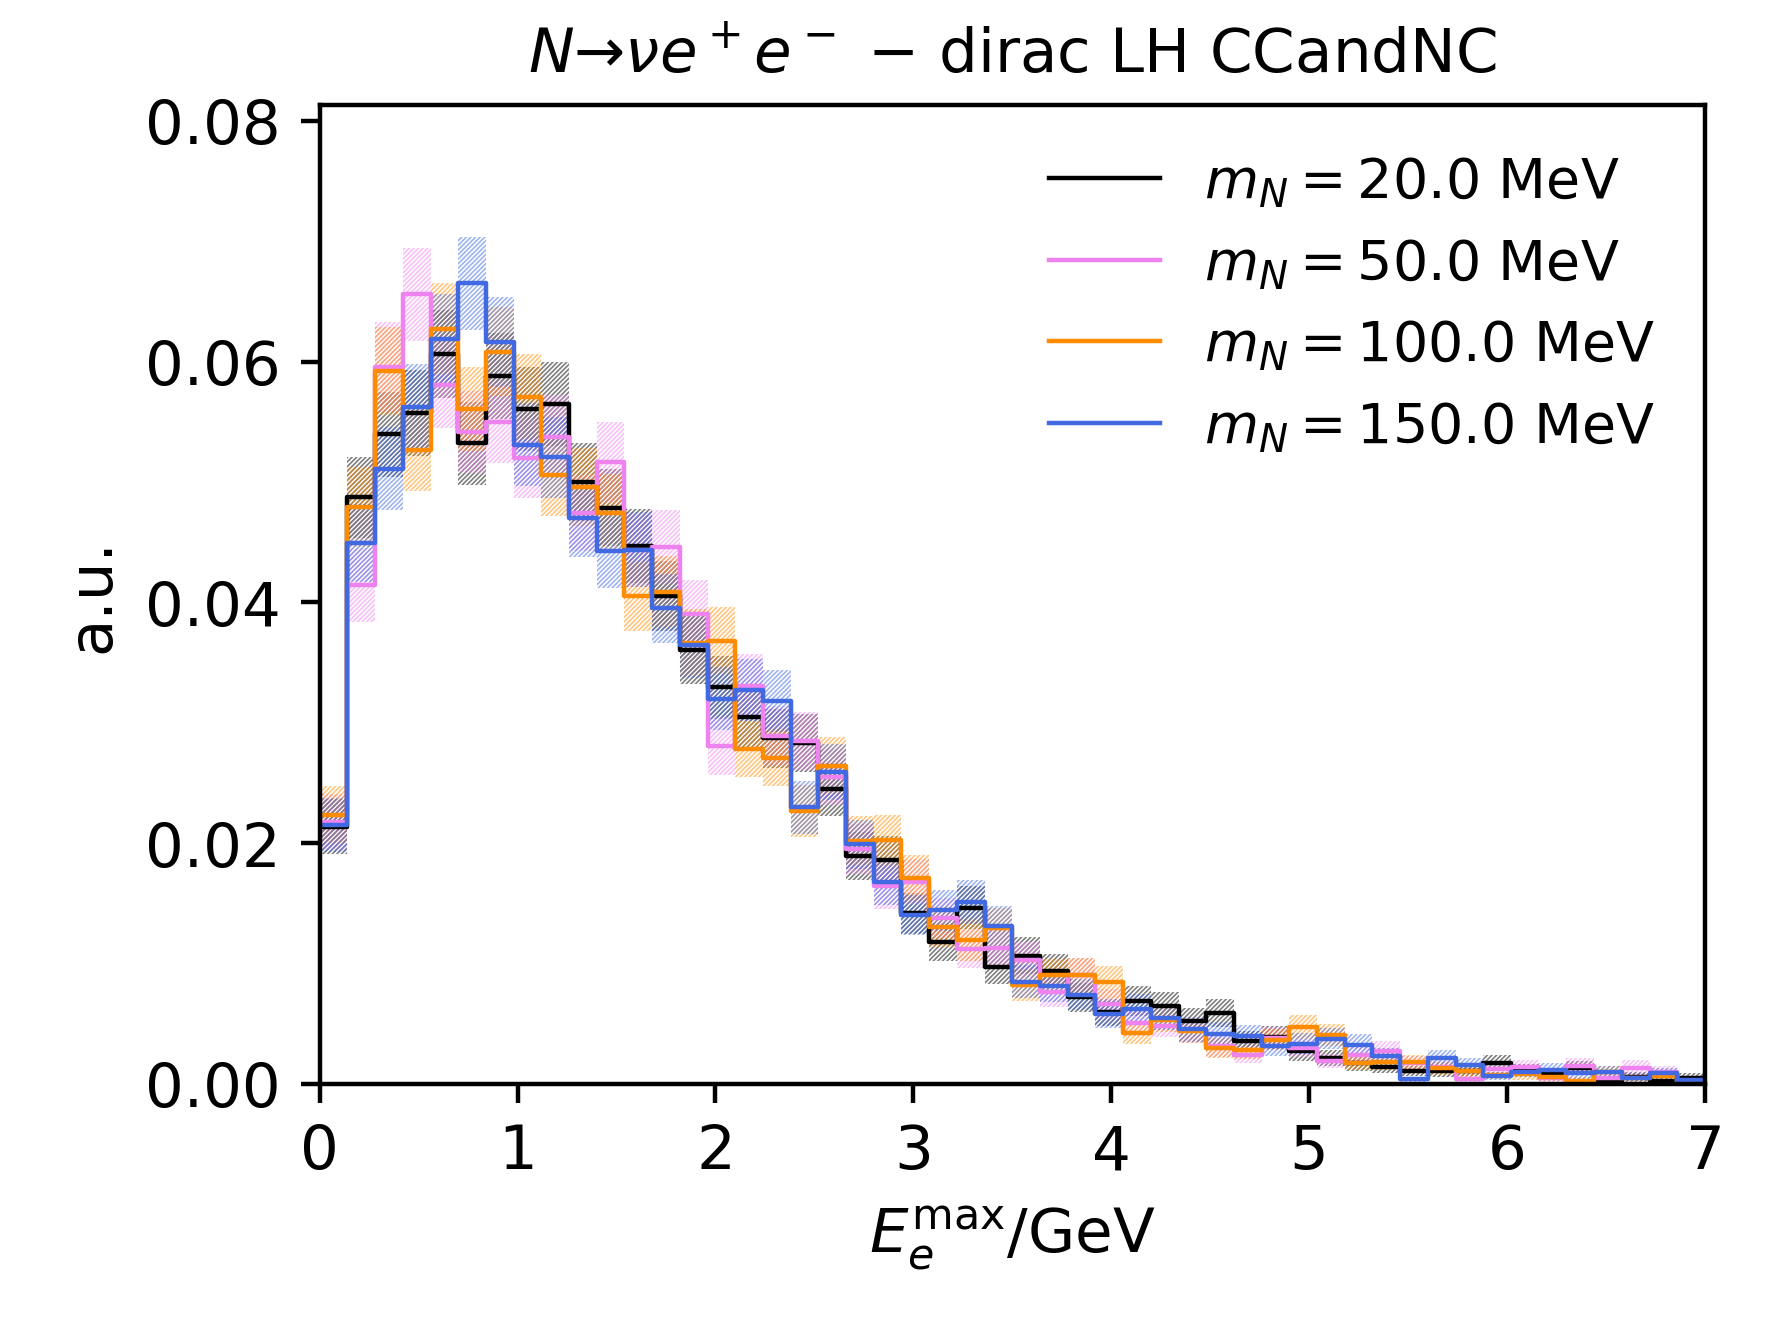 N→νe⁺e⁻ − dirac LH CCandNC
0.08
0.06
0.04
0.02
0.00
a.u.
m_N = 20.0 MeV
m_N = 50.0 MeV
m_N = 100.0 MeV
m_N = 150.0 MeV
0 1 2 3 4 5 6 7
E_e^max/GeV